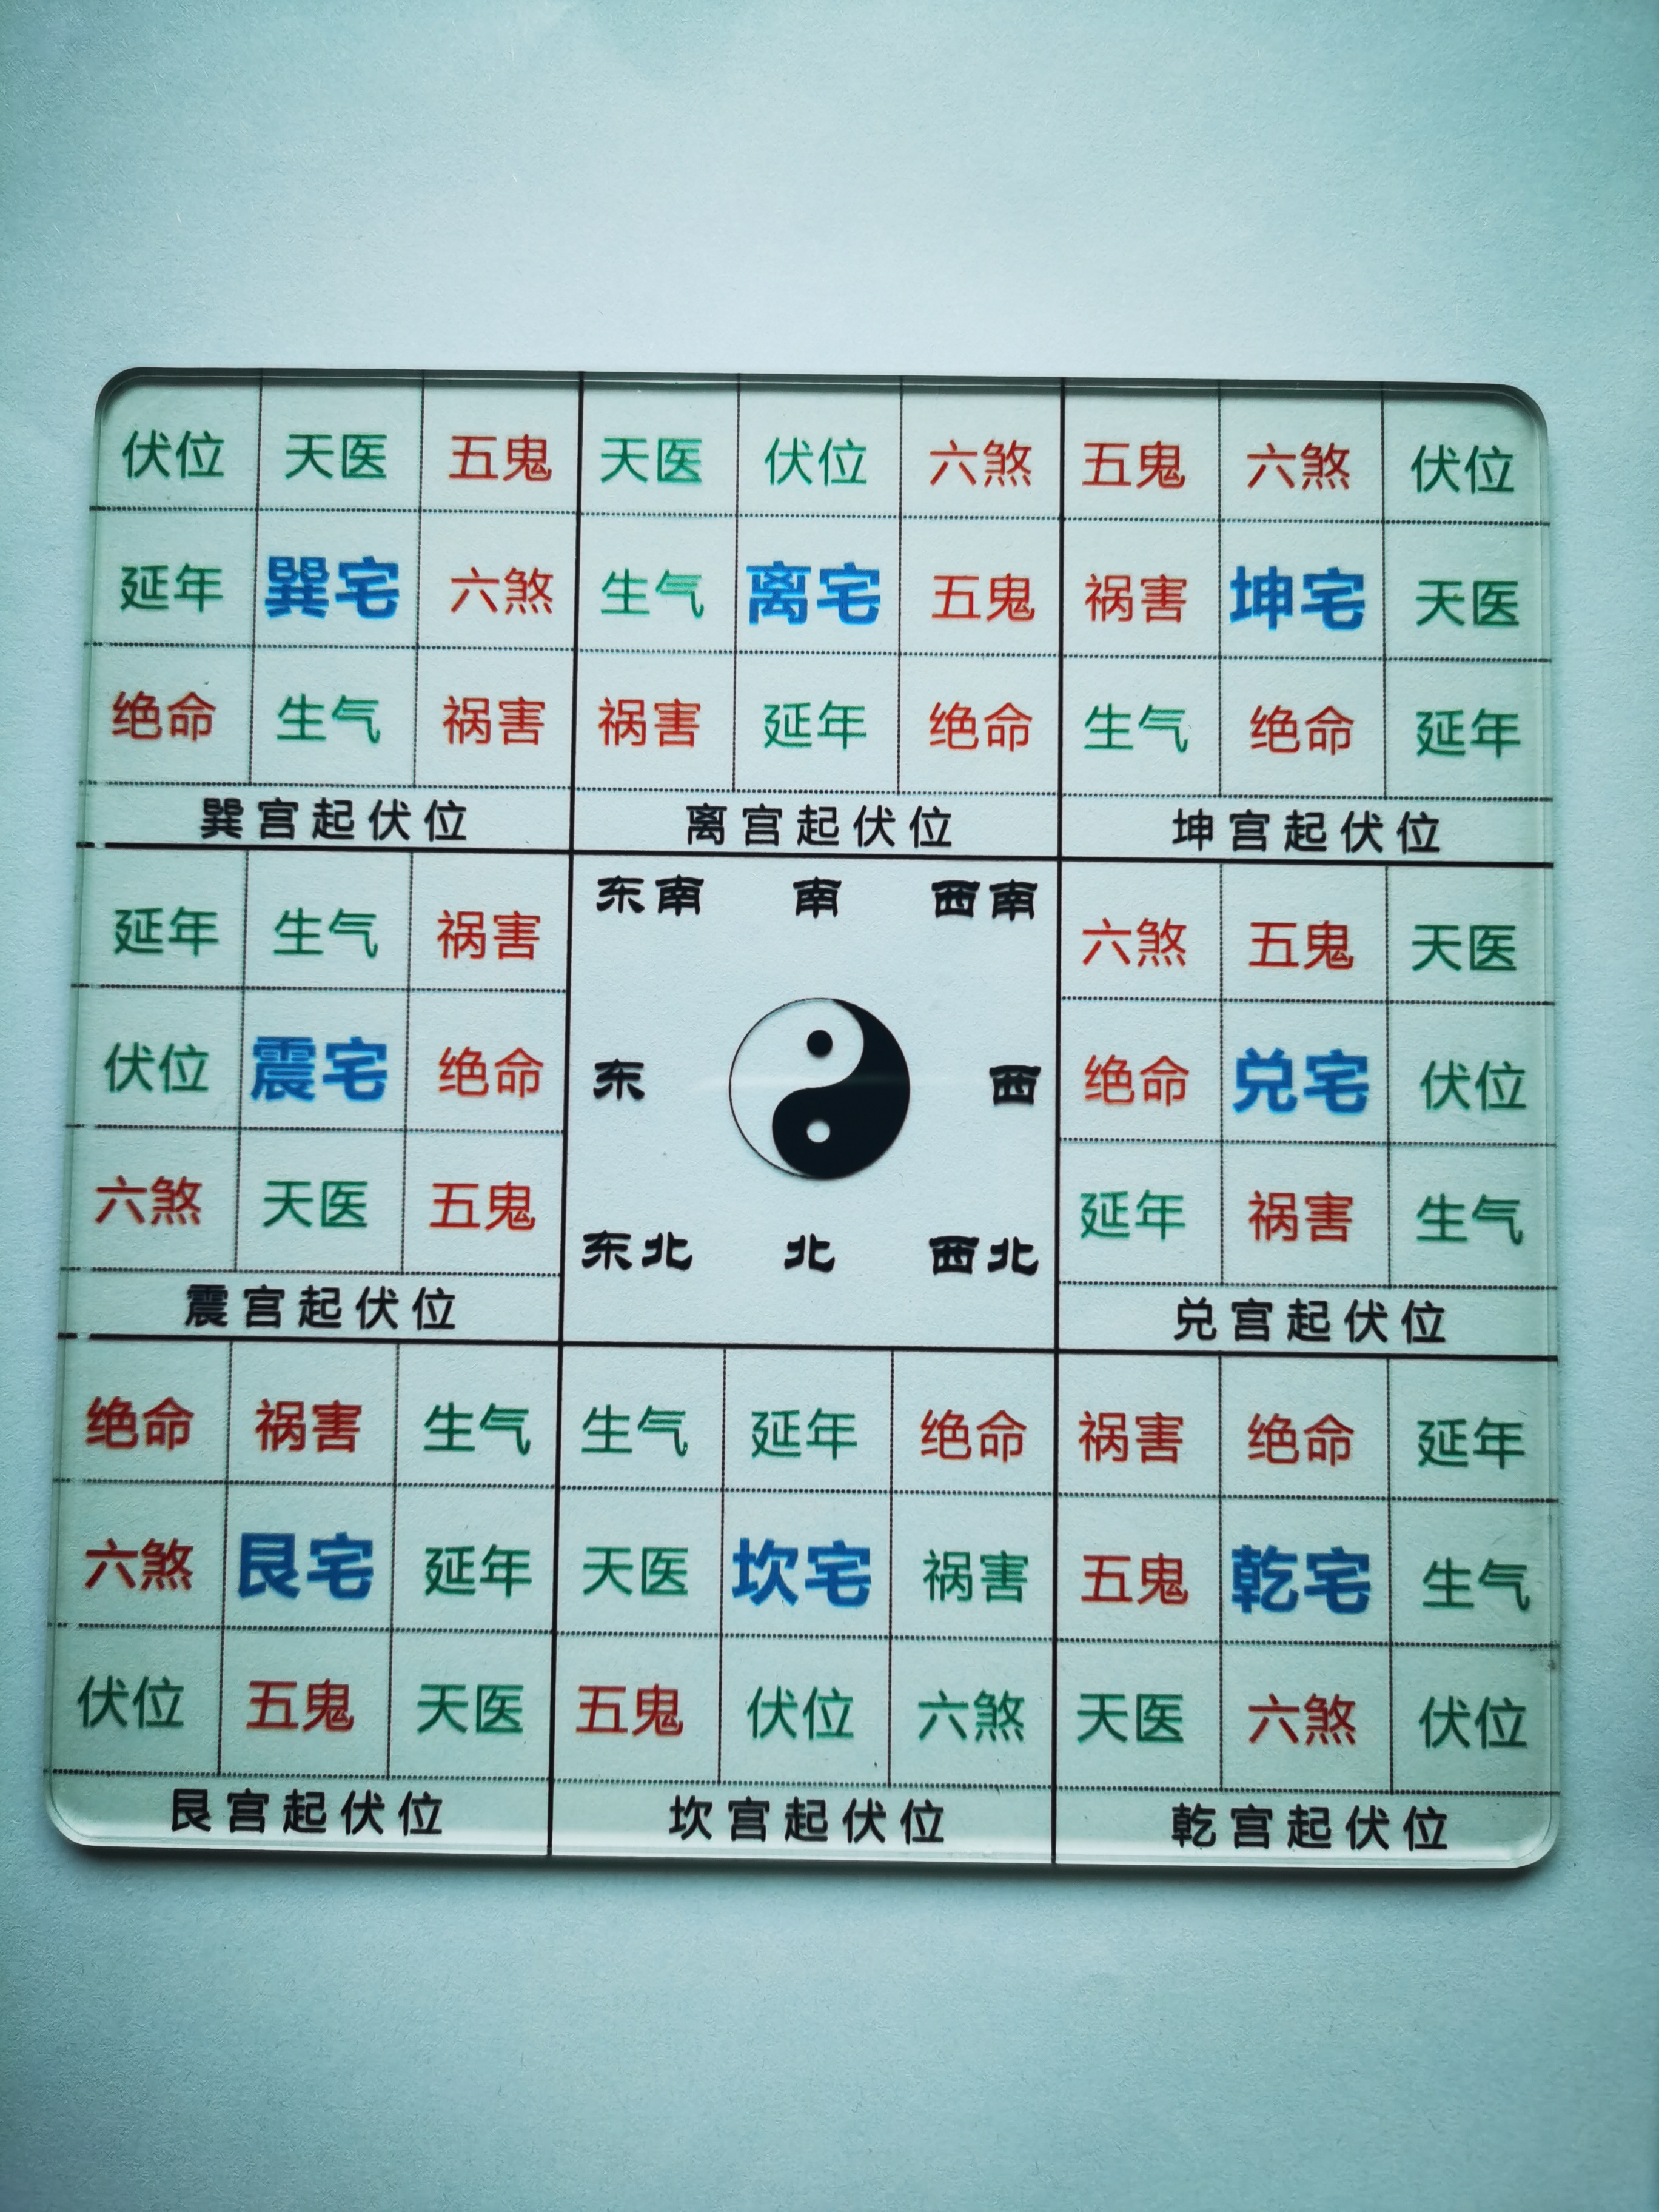 伏位 天医 五鬼 天医 伏位 六煞 五鬼 六煞 伏位
延年 巽宅 六煞 生气 离宅 五鬼 祸害 坤宅 天医
绝命 生气 祸害 祸害 延年 绝命 生气 绝命 延年
巽宫起伏位 离宫起伏位 坤宫起伏位
东南 南 西南
延年 生气 祸害 六煞 五鬼 天医
伏位 震宅 绝命 东 西 绝命 兑宅 伏位
六煞 天医 五鬼 延年 祸害 生气
东北 北 西北
震宫起伏位 兑宫起伏位
绝命 祸害 生气 生气 延年 绝命 祸害 绝命 延年
六煞 艮宅 延年 天医 坎宅 祸害 五鬼 乾宅 生气
伏位 五鬼 天医 五鬼 伏位 六煞 天医 六煞 伏位
艮宫起伏位 坎宫起伏位 乾宫起伏位